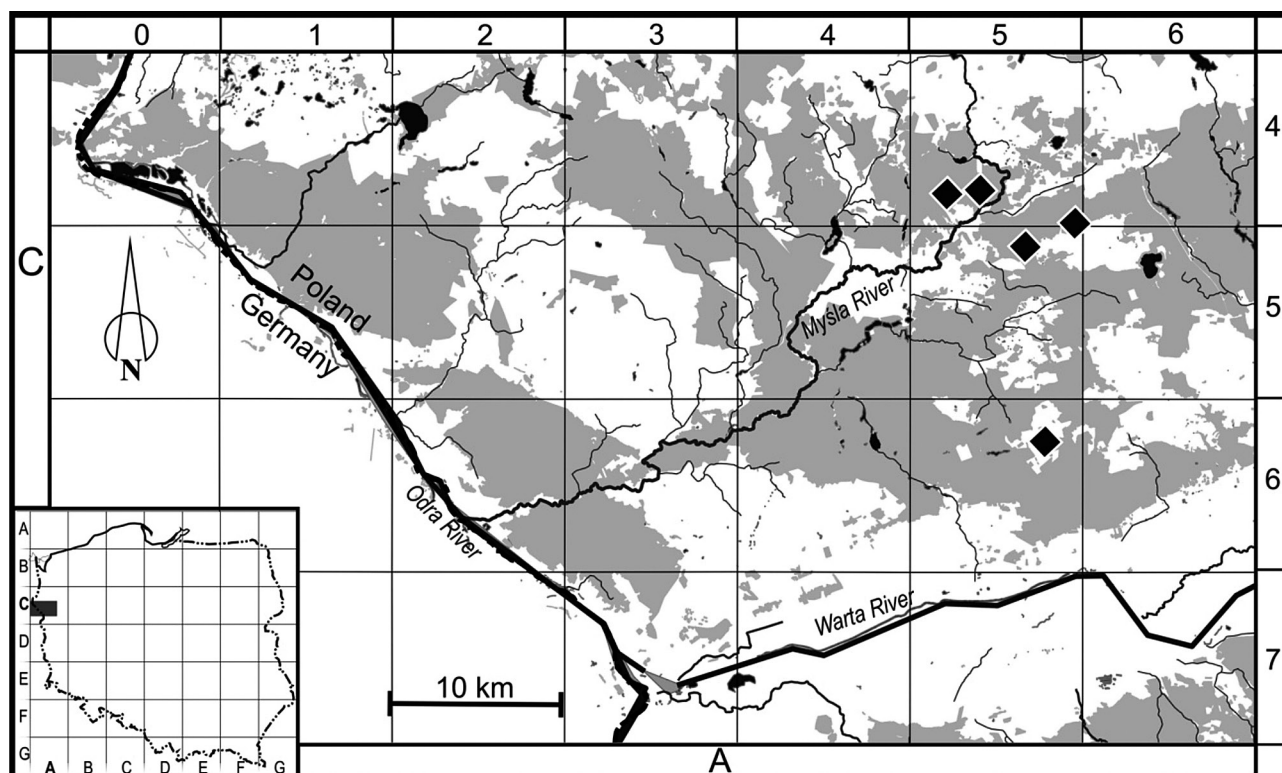 0 1 2 3 4 5 6
4
C
Poland
Germany
Myśla River
5
N
6
Odra River
Warta River
7
10 km
A
A
B
C
D
E
F
G
A B C D E F G